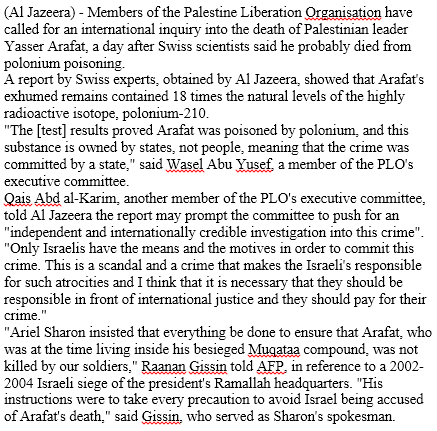 (Al Jazeera) - Members of the Palestine Liberation Organisation have
called for an international inquiry into the death of Palestinian leader
Yasser Arafat, a day after Swiss scientists said he probably died from
polonium poisoning.
A report by Swiss experts, obtained by Al Jazeera, showed that Arafat's
exhumed remains contained 18 times the natural levels of the highly
radioactive isotope, polonium-210.
"The [test] results proved Arafat was poisoned by polonium, and this
substance is owned by states, not people, meaning that the crime was
committed by a state," said Wasel Abu Yusef, a member of the PLO's
executive committee.
Qais Abd al-Karim, another member of the PLO's executive committee,
told Al Jazeera the report may prompt the committee to push for an
"independent and internationally credible investigation into this crime".
"Only Israelis have the means and the motives in order to commit this
crime. This is a scandal and a crime that makes the Israeli's responsible
for such atrocities and I think that it is necessary that they should be
responsible in front of international justice and they should pay for their
crime."
"Ariel Sharon insisted that everything be done to ensure that Arafat, who
was at the time living inside his besieged Muqataa compound, was not
killed by our soldiers," Raanan Gissin told AFP, in reference to a 2002-
2004 Israeli siege of the president's Ramallah headquarters. "His
instructions were to take every precaution to avoid Israel being accused
of Arafat's death," said Gissin, who served as Sharon's spokesman.